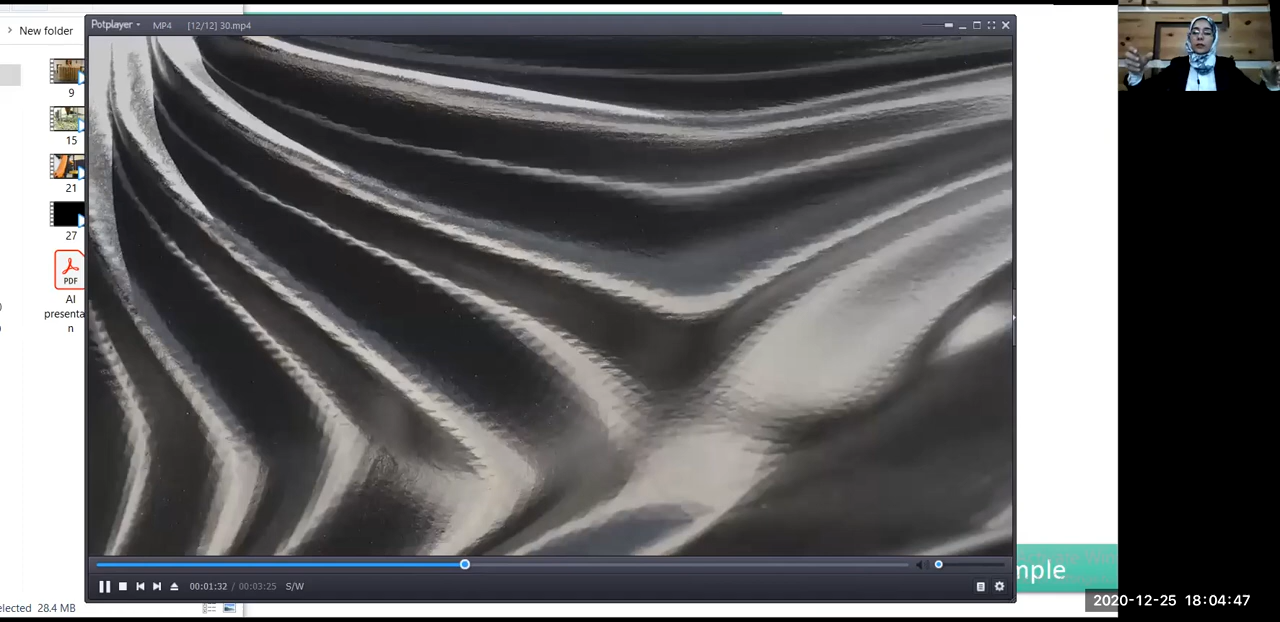 New folder
Potplayer
MP4
[12/12] 30.mp4
9
15
21
27
PDF
AI
presenta
n
00:01:32 / 00:03:25
S/W
elected 28.4 MB
mple
2020-12-25 18:04:47